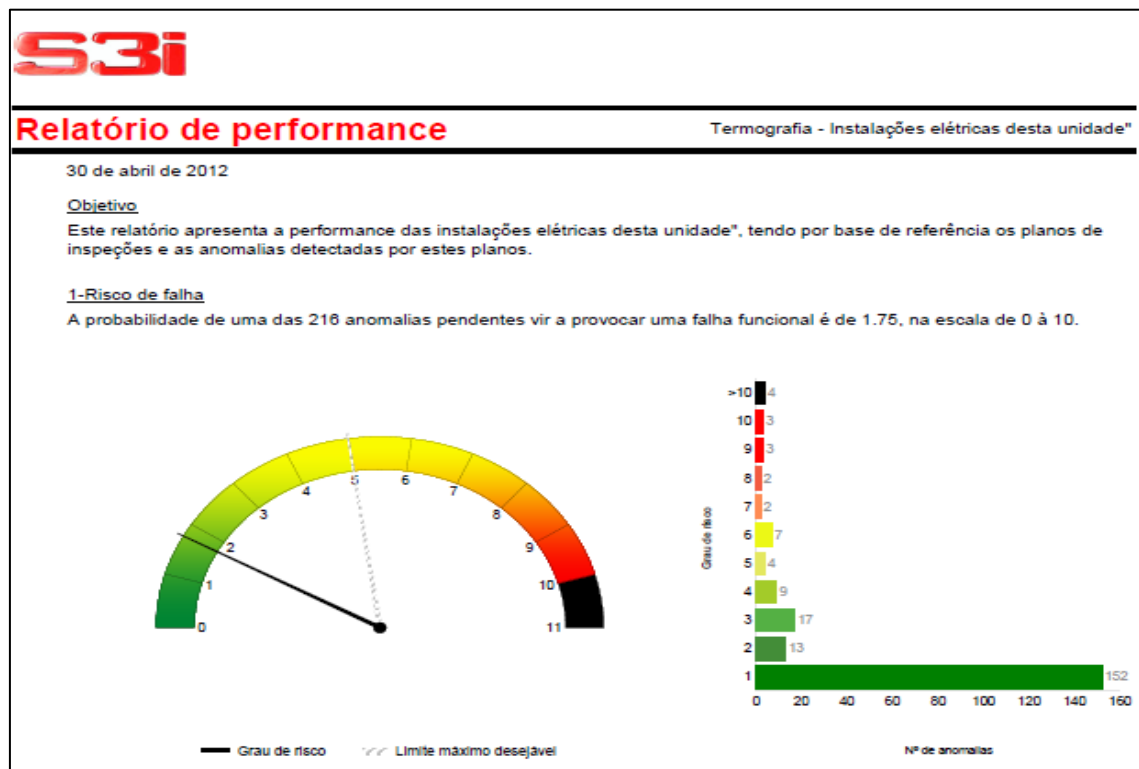 S3i
Relatório de performance
Termografia - Instalações elétricas desta unidade"
30 de abril de 2012
Objetivo
Este relatório apresenta a performance das instalações elétricas desta unidade", tendo por base de referência os planos de
inspeções e as anomalias detectadas por estes planos.
1-Risco de falha
A probabilidade de uma das 216 anomalias pendentes vir a provocar uma falha funcional é de 1.75, na escala de 0 à 10.
0
1
2
3
4
5
6
7
8
9
10
11
Grau de risco
Limite máximo desejável
Grau de risco
>10 4
10 3
9 3
8 2
7 2
6 7
5 4
4 9
3 17
2 13
1 152
0 20 40 60 80 100 120 140 160
Nº de anomalias